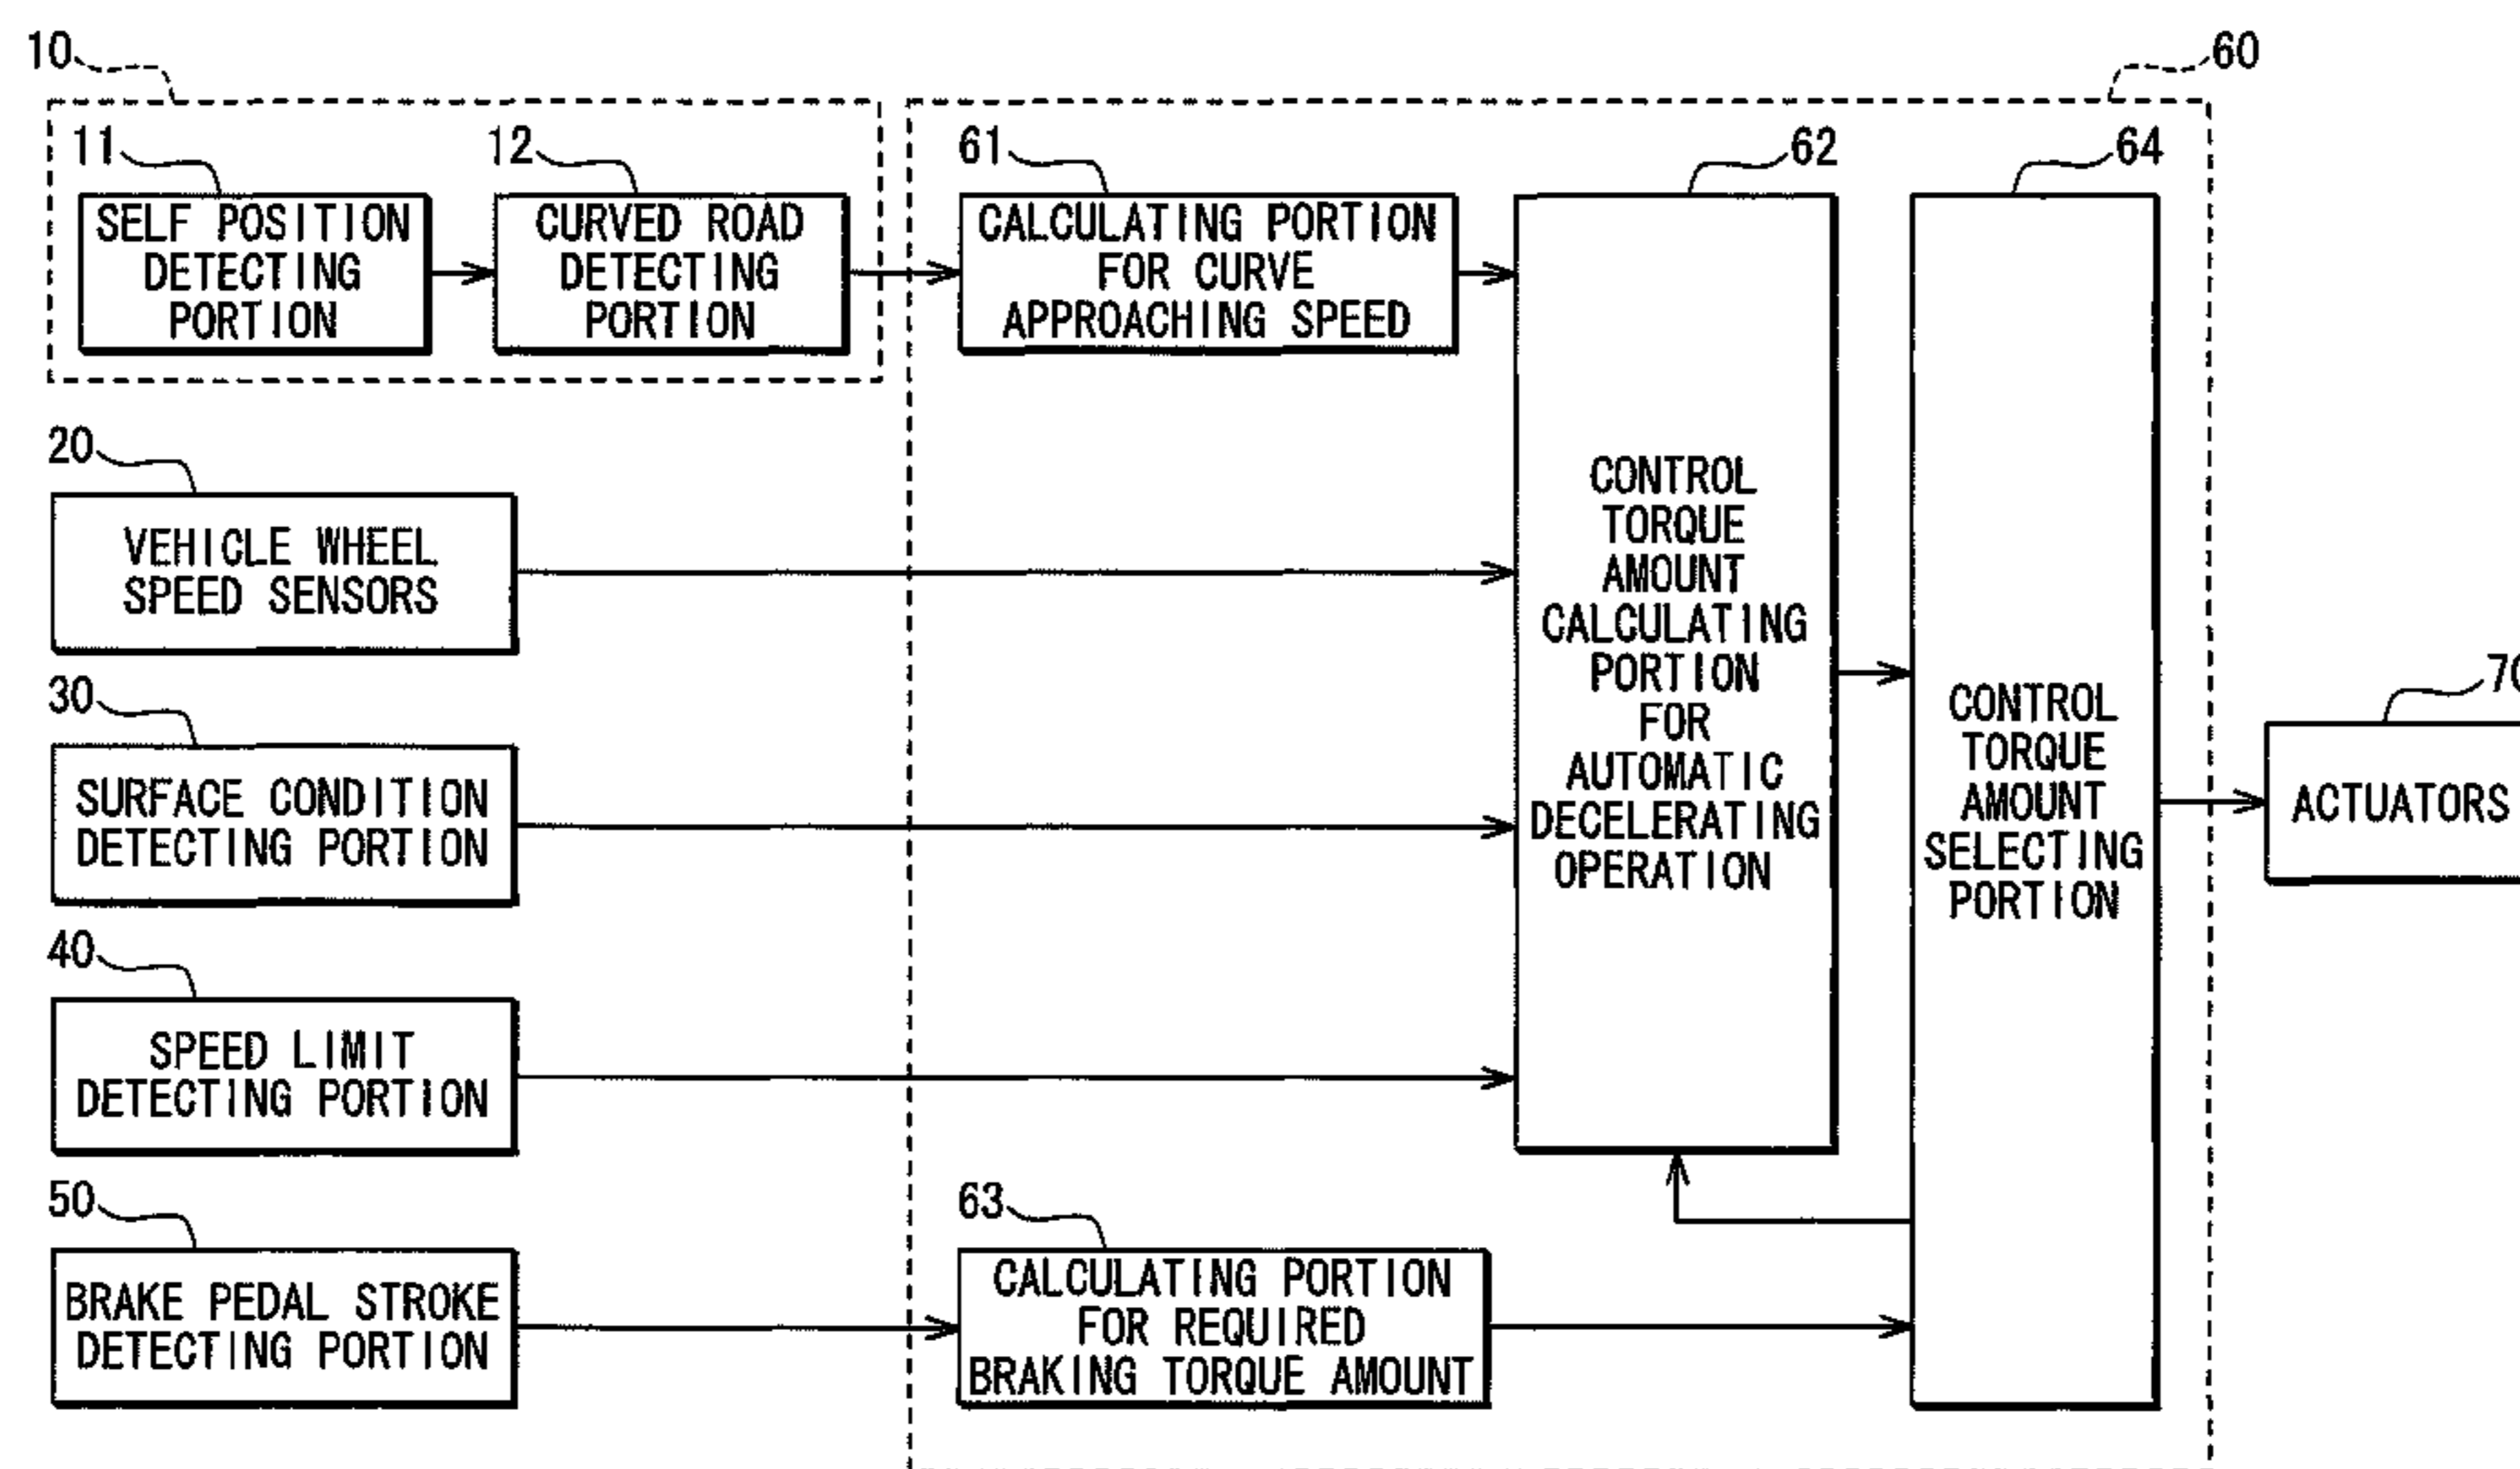 10
60
11
12
61
62
64
SELF POSITION
DETECTING
PORTION
CURVED ROAD
DETECTING
PORTION
CALCULATING PORTION
FOR CURVE
APPROACHING SPEED
20
VEHICLE WHEEL
SPEED SENSORS
30
SURFACE CONDITION
DETECTING PORTION
40
SPEED LIMIT
DETECTING PORTION
50
BRAKE PEDAL STROKE
DETECTING PORTION
63
CALCULATING PORTION
FOR REQUIRED
BRAKING TORQUE AMOUNT
CONTROL
TORQUE
AMOUNT
CALCULATING
PORTION
FOR
AUTOMATIC
DECELERATING
OPERATION
CONTROL
TORQUE
AMOUNT
SELECTING
PORTION
70
ACTUATORS